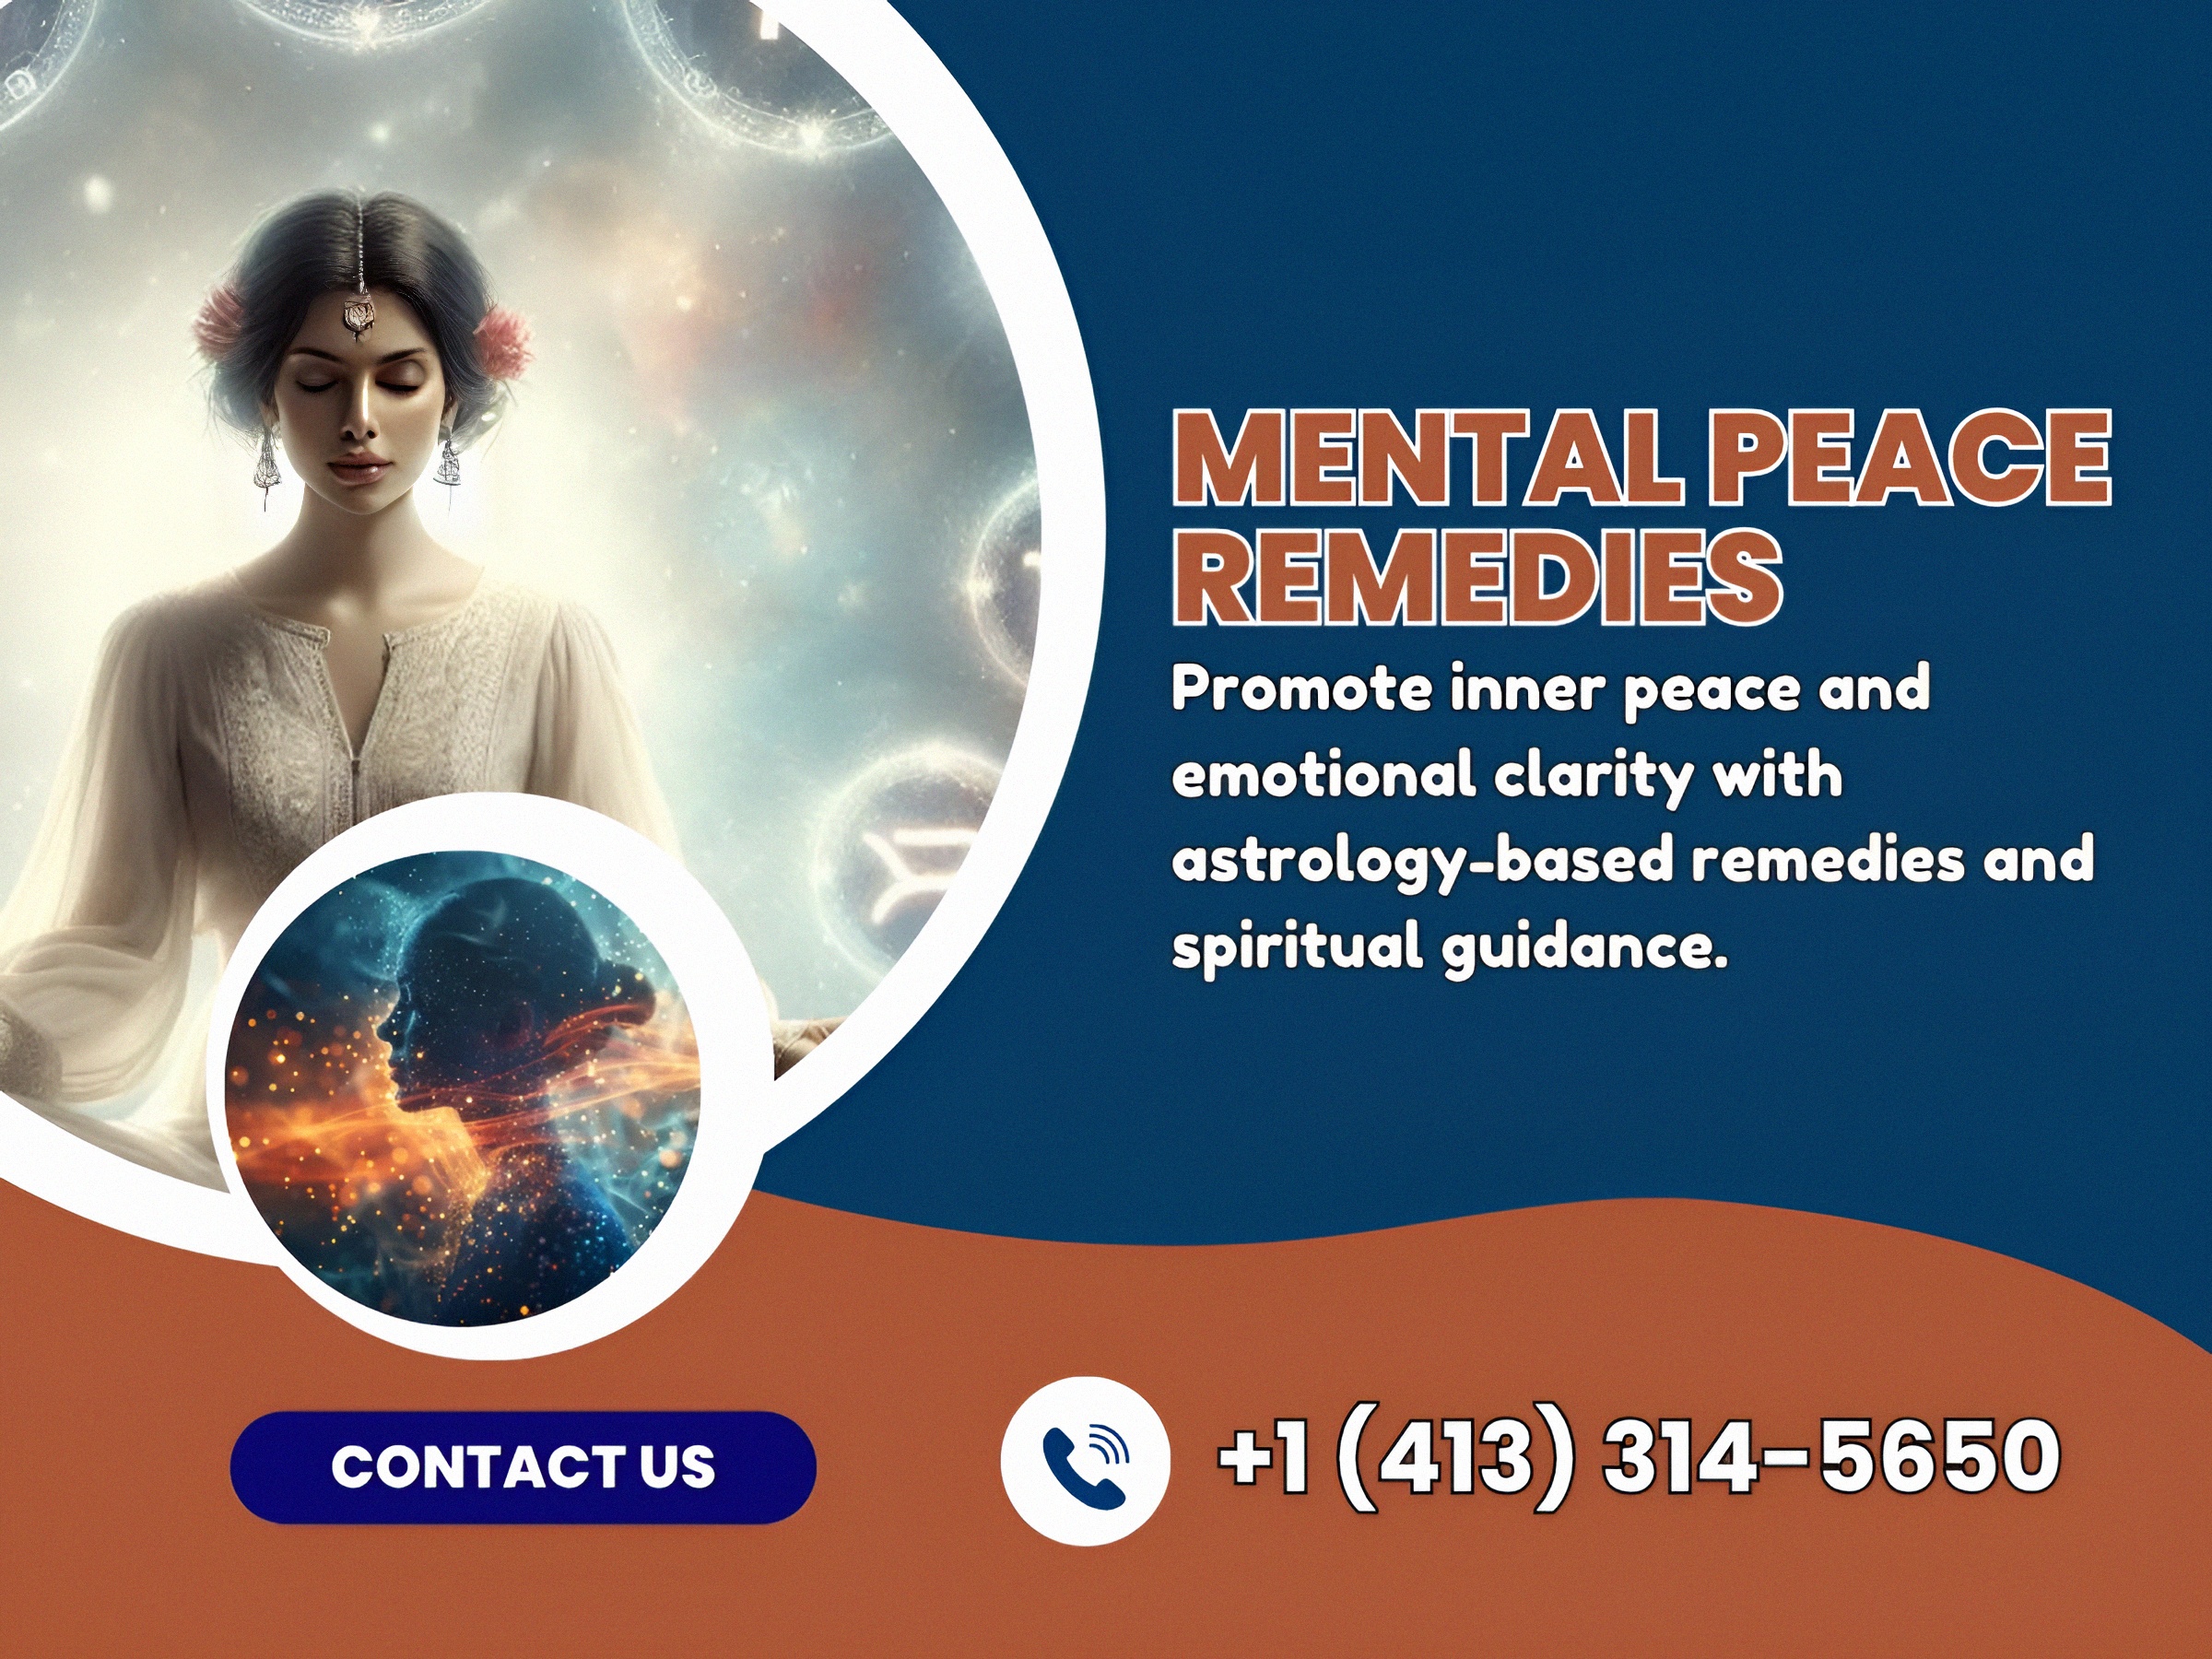 MENTAL PEACE
REMEDIES
Promote inner peace and
emotional clarity with
astrology-based remedies and
spiritual guidance.
CONTACT US
+1 (413) 314-5650